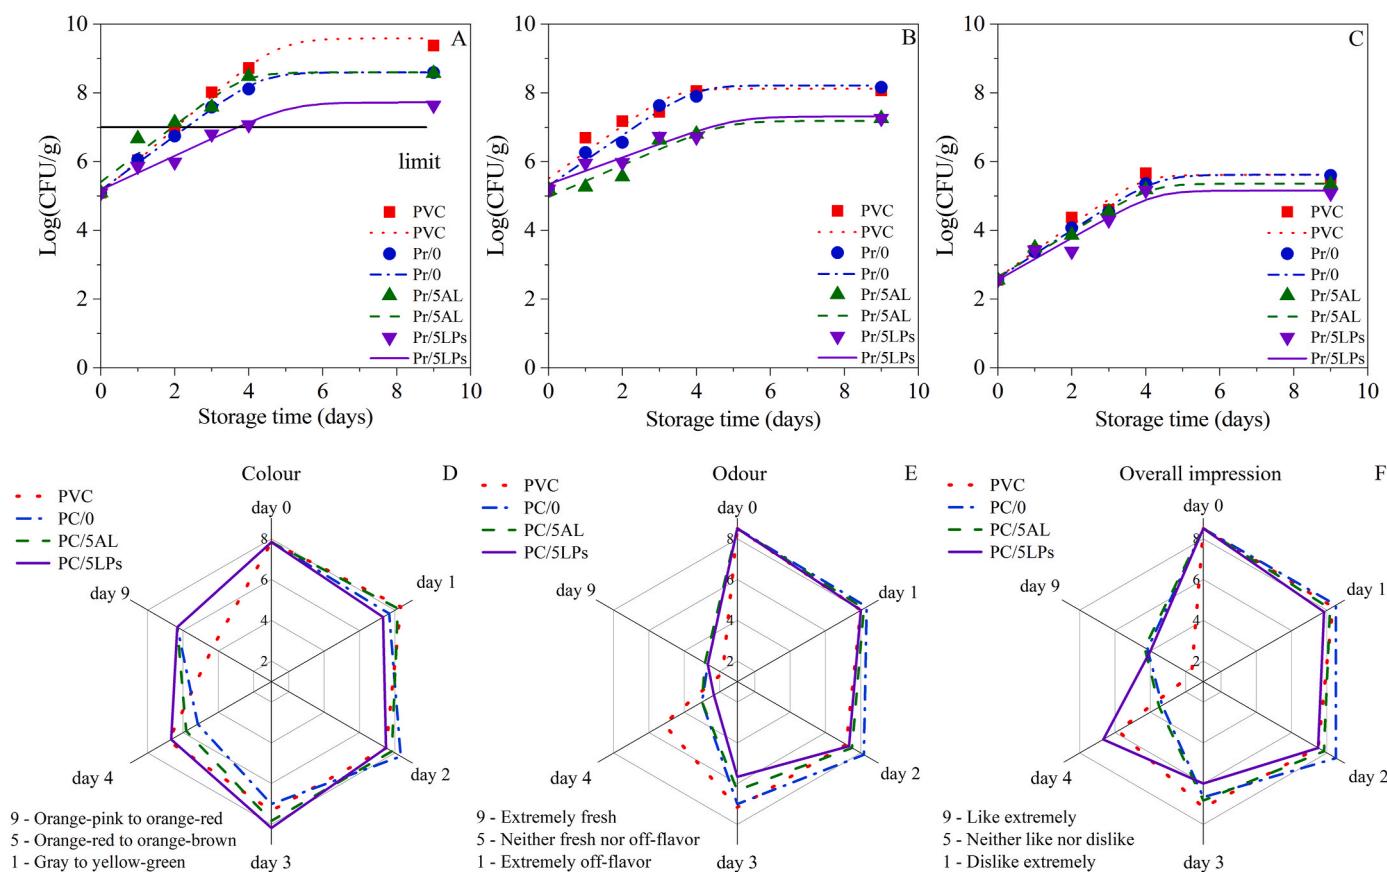 A
Log(CFU/g)
10
8
6
4
2
0
limit
PVC
PVC
Pr/0
Pr/0
Pr/5AL
Pr/5AL
Pr/5LPs
Pr/5LPs
0 2 4 6 8 10
Storage time (days)
B
Log(CFU/g)
10
8
6
4
2
0
PVC
PVC
Pr/0
Pr/0
Pr/5AL
Pr/5AL
Pr/5LPs
Pr/5LPs
0 2 4 6 8 10
Storage time (days)
C
Log(CFU/g)
10
8
6
4
2
0
PVC
PVC
Pr/0
Pr/0
Pr/5AL
Pr/5AL
Pr/5LPs
Pr/5LPs
0 2 4 6 8 10
Storage time (days)
Colour
D
PVC
PC/0
PC/5AL
PC/5LPs
day 0
8
6
4
2
day 1
day 2
day 3
day 4
day 9
9 - Orange-pink to orange-red
5 - Orange-red to orange-brown
1 - Gray to yellow-green
Odour
E
PVC
PC/0
PC/5AL
PC/5LPs
day 0
8
6
4
2
day 1
day 2
day 3
day 4
day 9
9 - Extremely fresh
5 - Neither fresh nor off-flavor
1 - Extremely off-flavor
Overall impression
F
PVC
PC/0
PC/5AL
PC/5LPs
day 0
8
6
4
2
day 1
day 2
day 3
day 4
day 9
9 - Like extremely
5 - Neither like nor dislike
1 - Dislike extremely